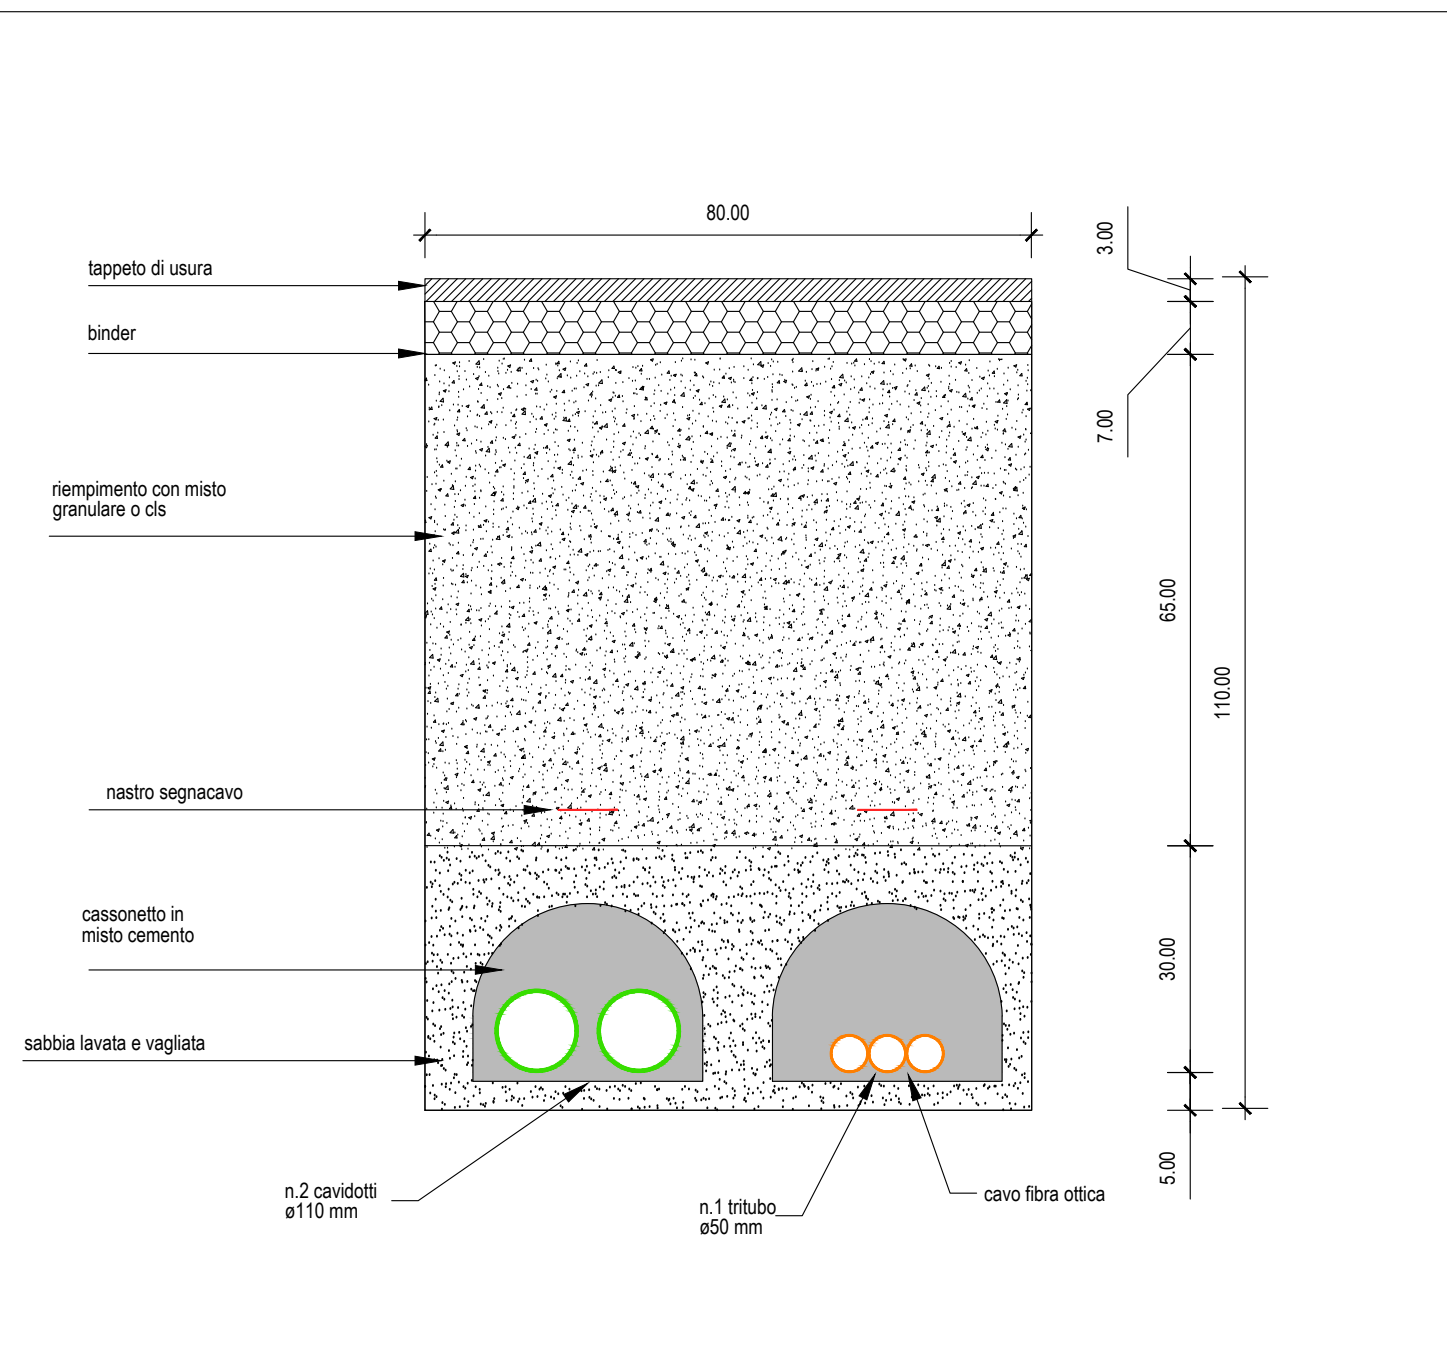 80.00
3.00
tappeto di usura
binder
7.00
riempimento con misto
granulare o cls
65.00
110.00
nastro segnacavo
cassonetto in
misto cemento
30.00
sabbia lavata e vagliata
5.00
n.2 cavidotti
ø110 mm
n.1 tritubo
ø50 mm
cavo fibra ottica